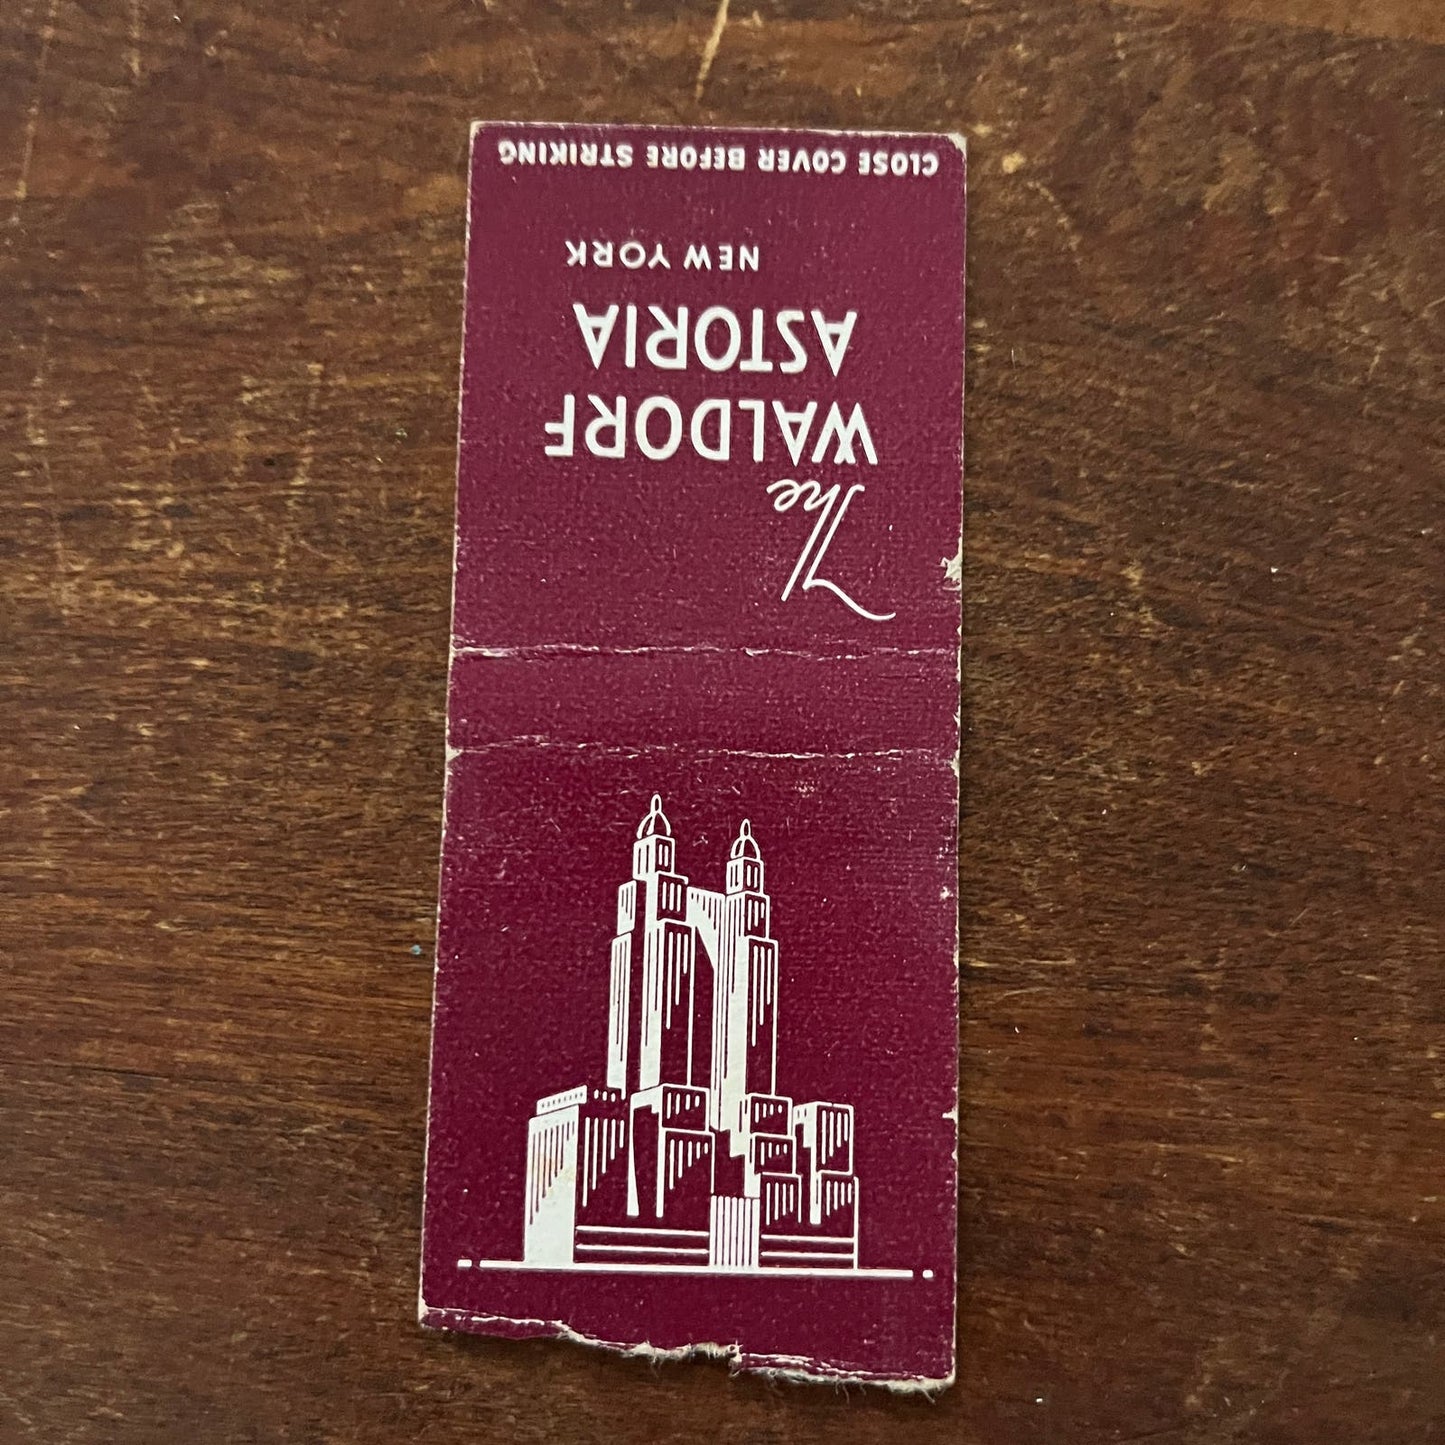 The
WALDORF
ASTORIA
NEW YORK
CLOSE COVER BEFORE STRIKING